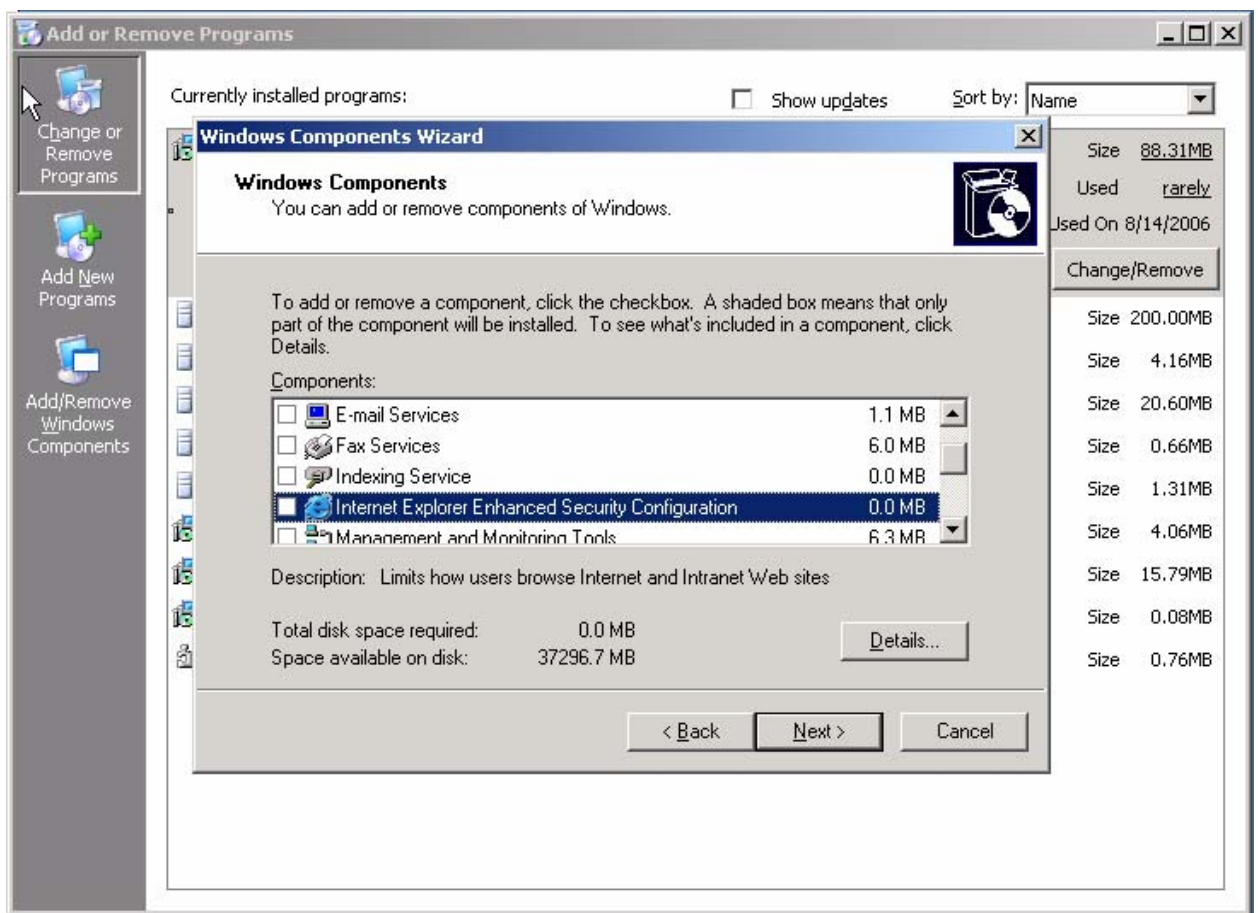 Add or Remove Programs
Change or
Remove
Programs
Add New
Programs
Add/Remove
Windows
Components
Currently installed programs:
Show updates
Sort by: Name
Size 88.31MB
Used rarely
Used On 8/14/2006
Change/Remove
Size 200.00MB
Size 4.16MB
Size 20.60MB
Size 0.66MB
Size 1.31MB
Size 4.06MB
Size 15.79MB
Size 0.08MB
Size 0.76MB
Windows Components Wizard
Windows Components
You can add or remove components of Windows.
To add or remove a component, click the checkbox. A shaded box means that only
part of the component will be installed. To see what's included in a component, click
Details.
Components:
E-mail Services 1.1 MB
Fax Services 6.0 MB
Indexing Service 0.0 MB
Internet Explorer Enhanced Security Configuration 0.0 MB
Management and Monitoring Tools 6.3 MB
Description: Limits how users browse Internet and Intranet Web sites
Total disk space required: 0.0 MB
Space available on disk: 37296.7 MB
Details...
< Back Next > Cancel